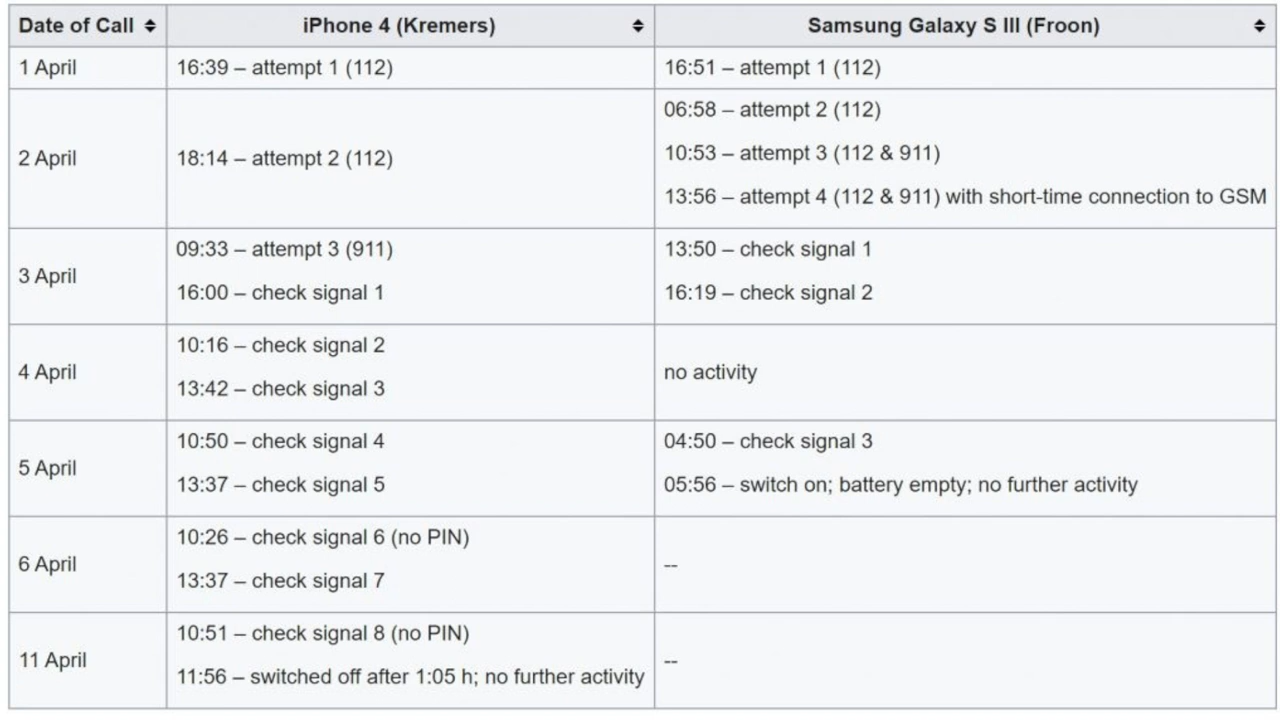 Date of Call iPhone 4 (Kremers) Samsung Galaxy S III (Froon)
1 April 16:39 – attempt 1 (112) 16:51 – attempt 1 (112)
2 April 18:14 – attempt 2 (112) 06:58 – attempt 2 (112)
10:53 – attempt 3 (112 & 911)
13:56 – attempt 4 (112 & 911) with short-time connection to GSM
3 April 09:33 – attempt 3 (911) 13:50 – check signal 1
16:00 – check signal 1 16:19 – check signal 2
4 April 10:16 – check signal 2 no activity
13:42 – check signal 3
5 April 10:50 – check signal 4 04:50 – check signal 3
13:37 – check signal 5 05:56 – switch on; battery empty; no further activity
6 April 10:26 – check signal 6 (no PIN) --
13:37 – check signal 7
11 April 10:51 – check signal 8 (no PIN) --
11:56 – switched off after 1:05 h; no further activity